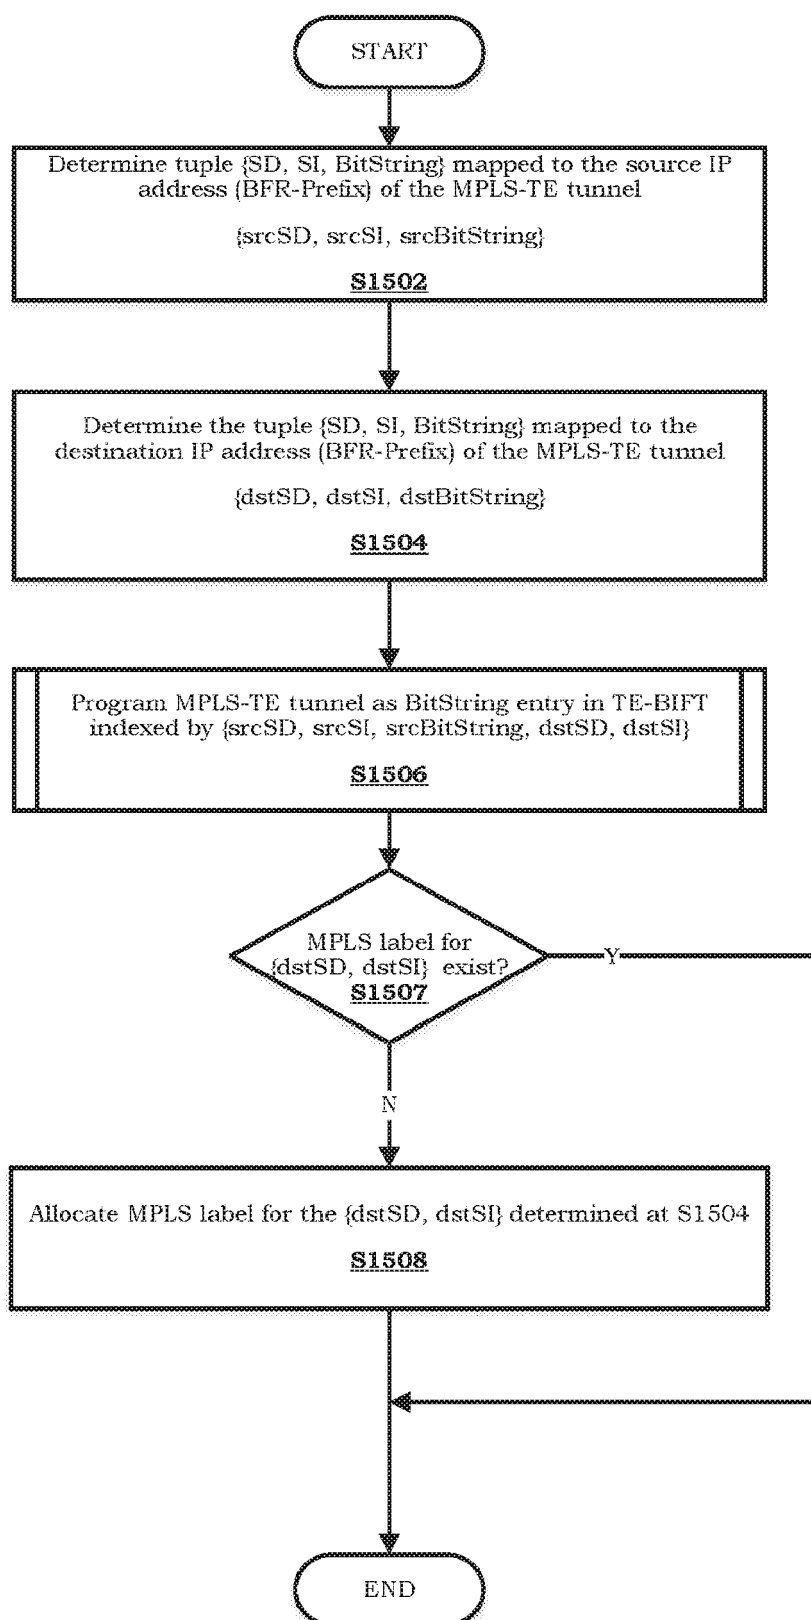 START
Determine tuple {SD, SI, BitString} mapped to the source IP
address (BFR-Prefix) of the MPLS-TE tunnel
{srcSD, srcSI, srcBitString}
S1502
Determine the tuple {SD, SI, BitString} mapped to the
destination IP address (BFR-Prefix) of the MPLS-TE tunnel
{dstSD, dstSI, dstBitString}
S1504
Program MPLS-TE tunnel as BitString entry in TE-BIFT
indexed by {srcSD, srcSI, srcBitString, dstSD, dstSI}
S1506
MPLS label for
{dstSD, dstSI} exist?
S1507
Y
N
Allocate MPLS label for the {dstSD, dstSI} determined at S1504
S1508
END